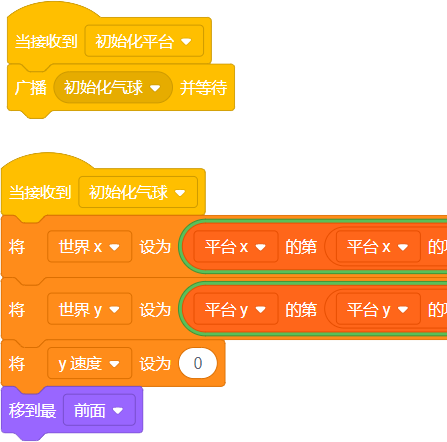 当接收到 初始化平台
广播 初始化气球 并等待
当接收到 初始化气球
将 世界 x 设为 平台 x 的第 平台 x 的
将 世界 y 设为 平台 y 的第 平台 y 的
将 y 速度 设为 0
移到最 前面